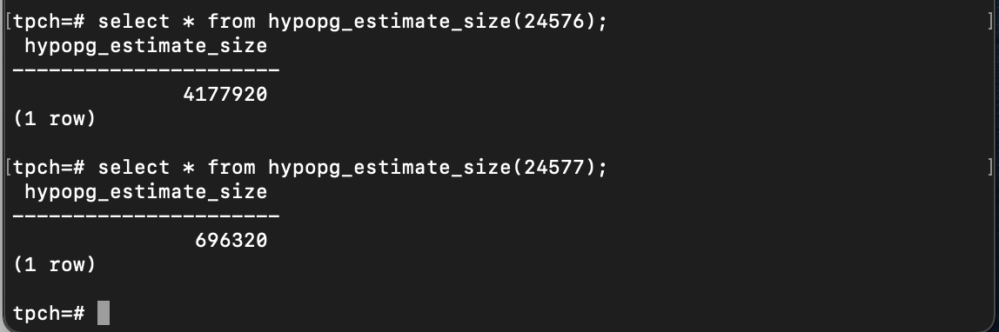 [tpch=# select * from hypopg_estimate_size(24576); ]
 hypopg_estimate_size
----------------------
              4177920
(1 row)

[tpch=# select * from hypopg_estimate_size(24577); ]
 hypopg_estimate_size
----------------------
               696320
(1 row)

tpch=#